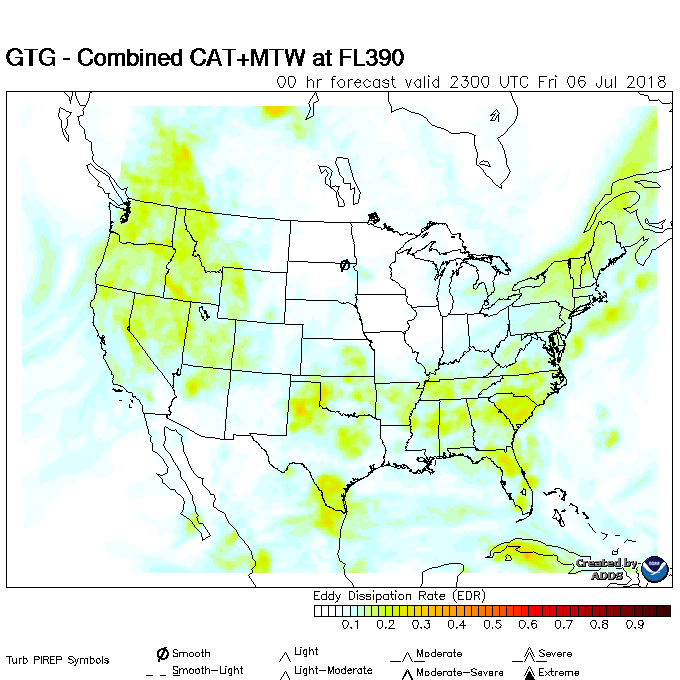 GTG - Combined CAT+MTW at FL390
00 hr forecast valid 2300 UTC Fri 06 Jul 2018
Created by
ADDS
Eddy Dissipation Rate (EDR)
0.1 0.2 0.3 0.4 0.5 0.6 0.7 0.8 0.9
Turb PIREP Symbols
Smooth Light Moderate Severe
Smooth-Light Light-Moderate Moderate-Severe Extreme